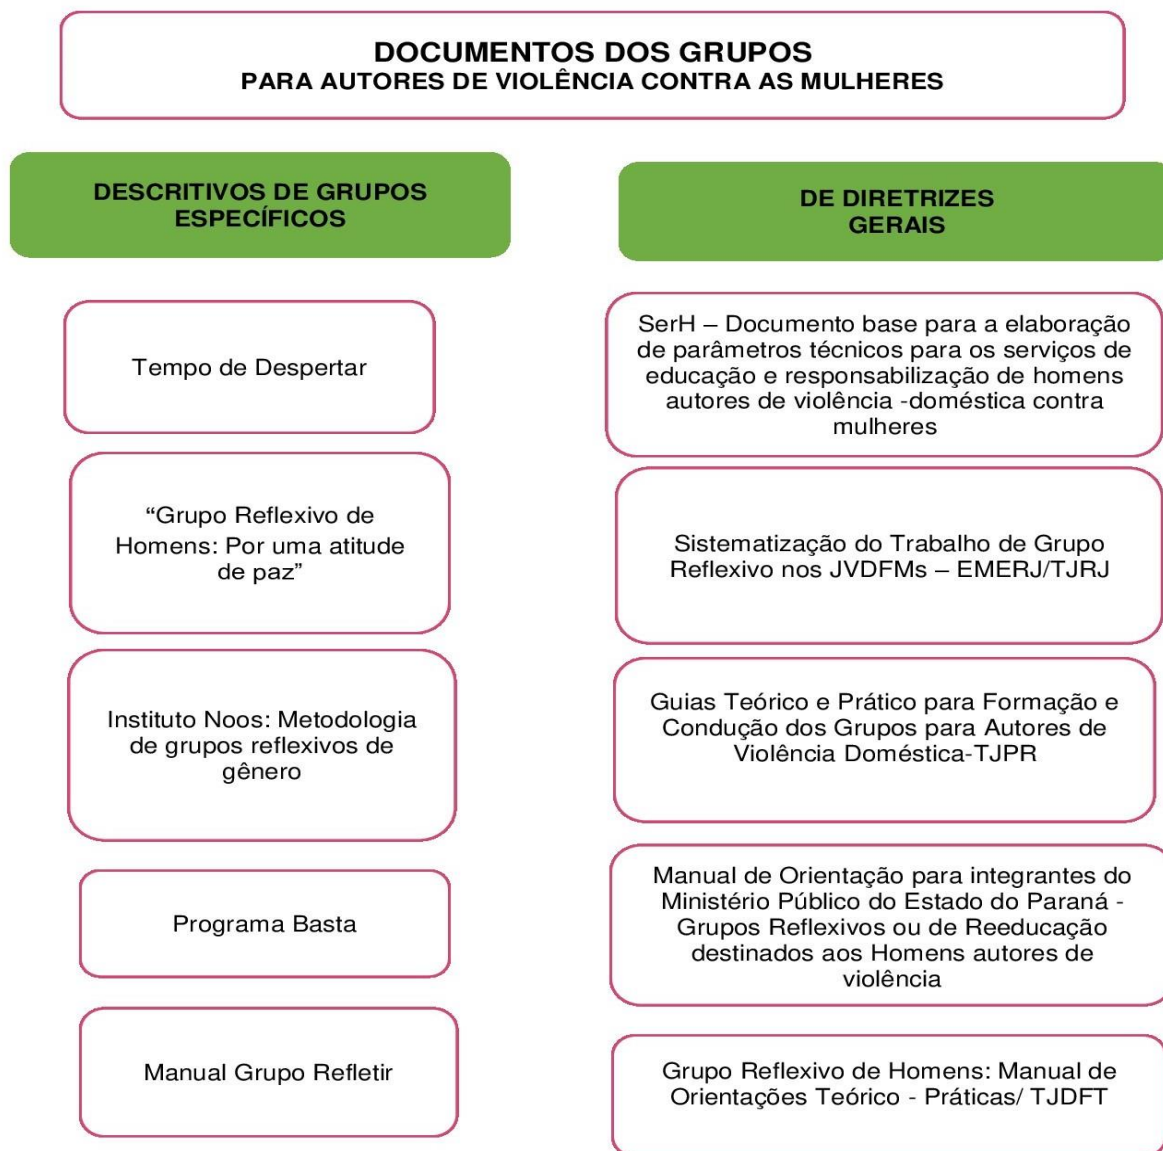 DOCUMENTOS DOS GRUPOS
PARA AUTORES DE VIOLÊNCIA CONTRA AS MULHERES
DESCRITIVOS DE GRUPOS
ESPECÍFICOS
Tempo de Despertar
“Grupo Reflexivo de
Homens: Por uma atitude
de paz”
Instituto Noos: Metodologia
de grupos reflexivos de
gênero
Programa Basta
Manual Grupo Refletir
DE DIRETRIZES
GERAIS
SerH – Documento base para a elaboração
de parâmetros técnicos para os serviços de
educação e responsabilização de homens
autores de violência -doméstica contra
mulheres
Sistematização do Trabalho de Grupo
Reflexivo nos JVDFMs – EMERJ/TJRJ
Guias Teórico e Prático para Formação e
Condução dos Grupos para Autores de
Violência Doméstica-TJPR
Manual de Orientação para integrantes do
Ministério Público do Estado do Paraná -
Grupos Reflexivos ou de Reeducação
destinados aos Homens autores de
violência
Grupo Reflexivo de Homens: Manual de
Orientações Teórico - Práticas/ TJDFT